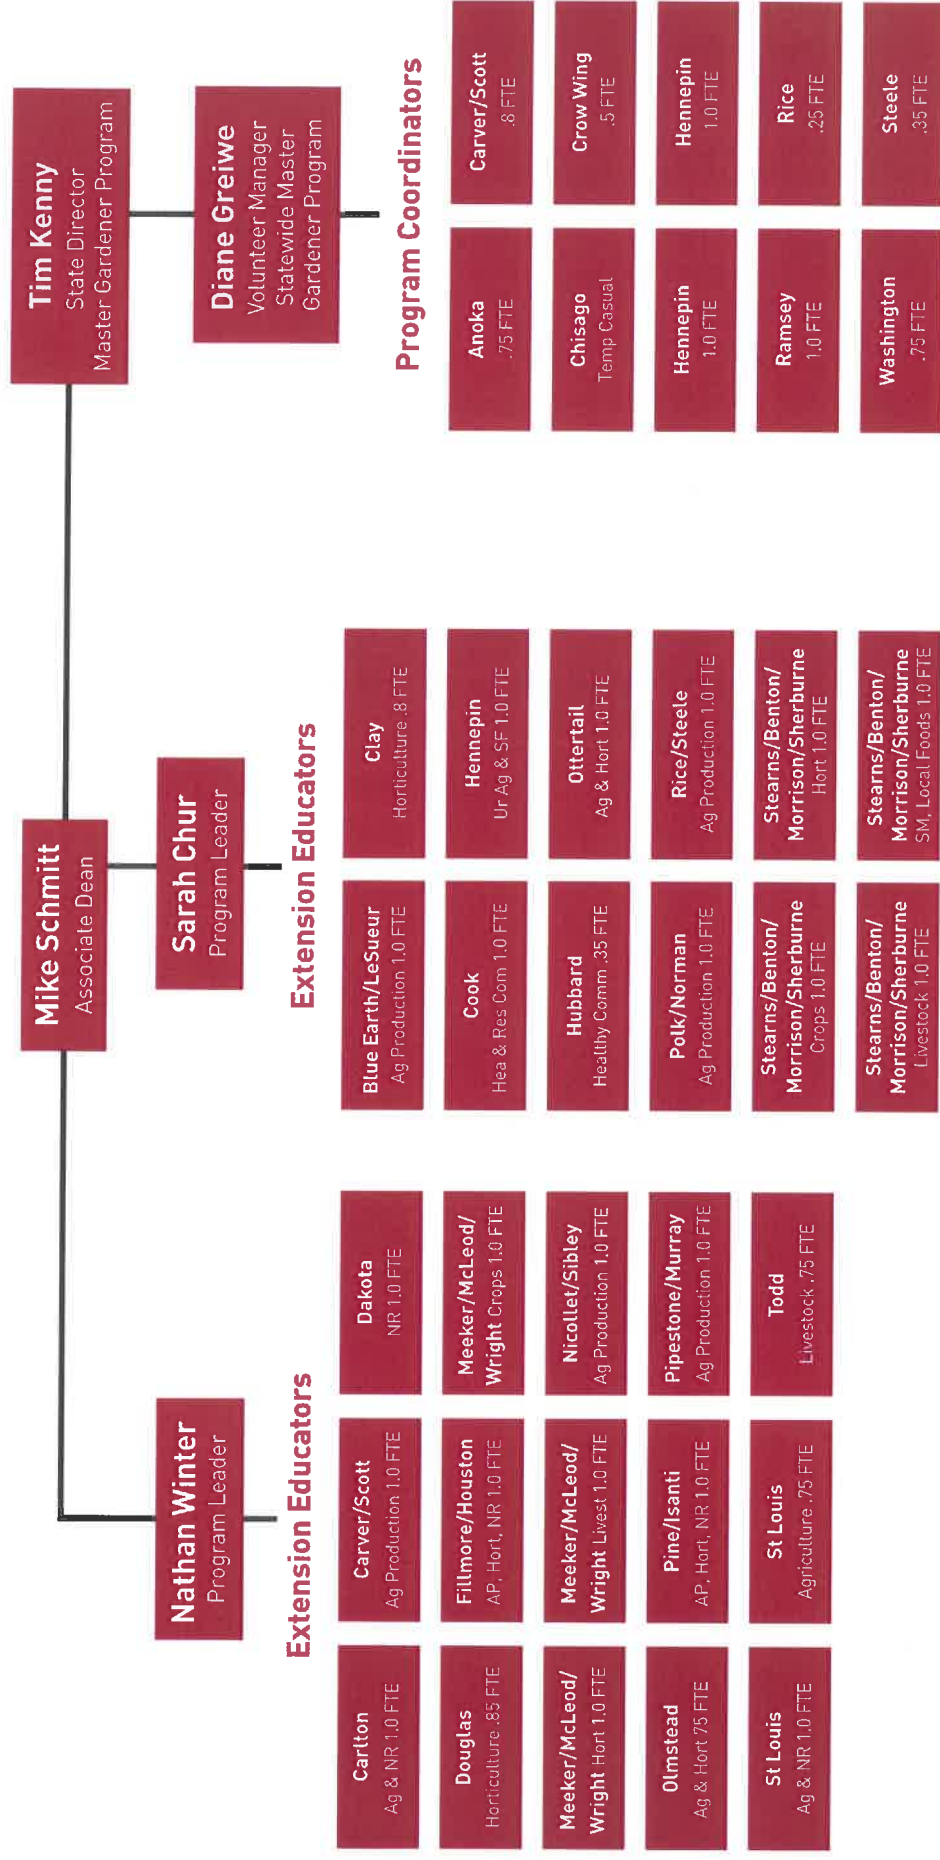 Mike Schmitt
Associate Dean
Nathan Winter
Program Leader
Extension Educators
Carlton
Ag & NR 1.0 FTE
Carver/Scott
Ag Production 1.0 FTE
Dakota
NR 1.0 FTE
Douglas
Horticulture .85 FTE
Fillmore/Houston
AP, Hort, NR 1.0 FTE
Meeker/McLeod/
Wright Crops 1.0 FTE
Meeker/McLeod/
Wright Hort 1.0 FTE
Meeker/McLeod/
Wright Livest 1.0 FTE
Nicollet/Sibley
Ag Production 1.0 FTE
Olmstead
Ag & Hort 75 FTE
Pine/Isanti
AP, Hort, NR 1.0 FTE
Pipestone/Murray
Ag Production 1.0 FTE
St Louis
Ag & NR 1.0 FTE
St Louis
Agriculture .75 FTE
Todd
Livestock .75 FTE
Sarah Chur
Program Leader
Extension Educators
Blue Earth/LeSueur
Ag Production 1.0 FTE
Clay
Horticulture .8 FTE
Cook
Hea & Res Com 1.0 FTE
Hennepin
Ur Ag & SF 1.0 FTE
Hubbard
Healthy Comm .35 FTE
Ottertail
Ag & Hort 1.0 FTE
Polk/Norman
Ag Production 1.0 FTE
Rice/Steele
Ag Production 1.0 FTE
Stearns/Benton/
Morrison/Sherburne
Crops 1.0 FTE
Stearns/Benton/
Morrison/Sherburne
Hort 1.0 FTE
Stearns/Benton/
Morrison/Sherburne
Livestock 1.0 FTE
Stearns/Benton/
Morrison/Sherburne
SM, Local Foods 1.0 FTE
Tim Kenny
State Director
Master Gardener Program
Diane Greiwe
Volunteer Manager
Statewide Master
Gardener Program
Program Coordinators
Anoka
.75 FTE
Carver/Scott
.8 FTE
Chisago
Temp Casual
Crow Wing
.5 FTE
Hennepin
1.0 FTE
Hennepin
1.0 FTE
Ramsey
1.0 FTE
Rice
.25 FTE
Washington
.75 FTE
Steele
.35 FTE